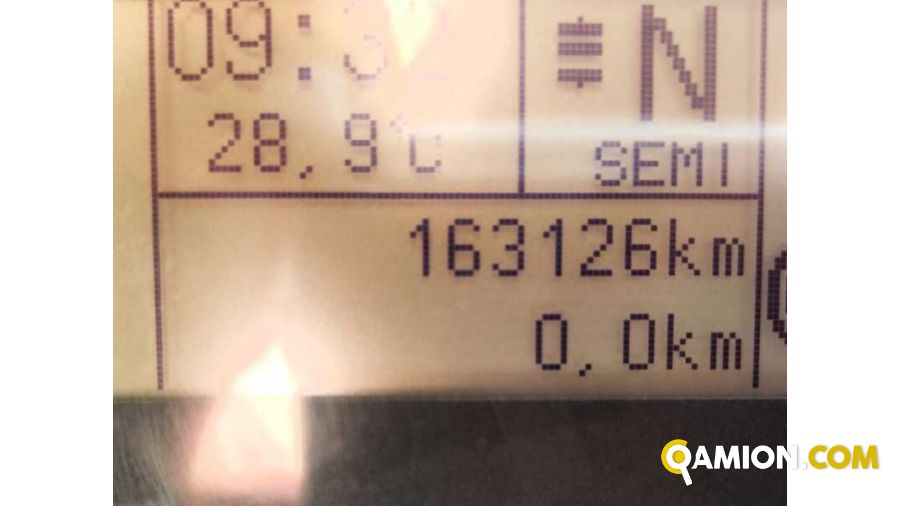 N
28,9°C
SEMI
163126km
0,0km
QAMION.COM